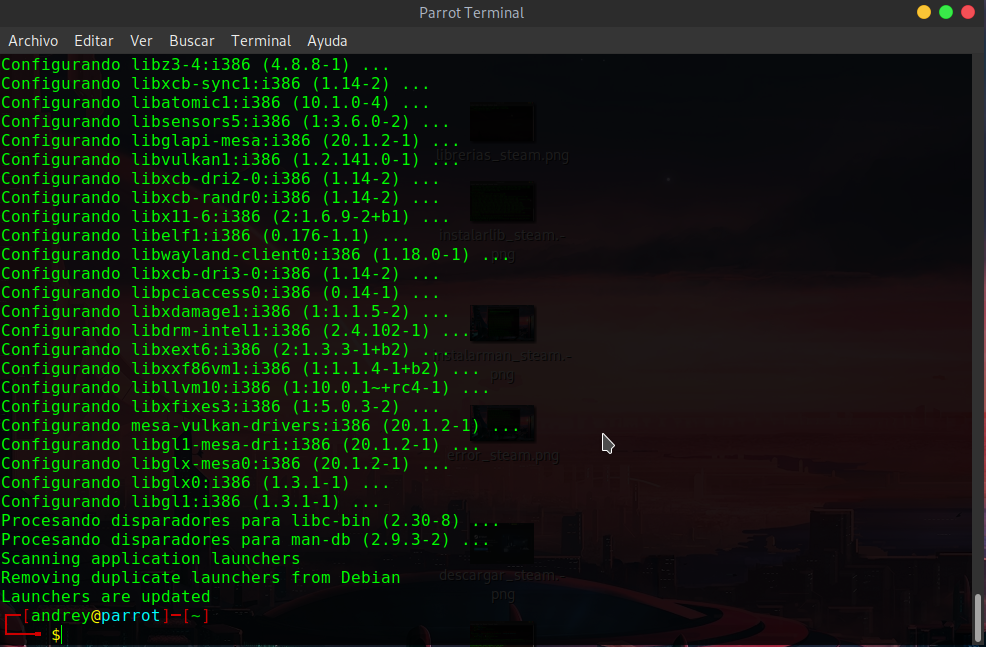 Parrot Terminal
Archivo Editar Ver Buscar Terminal Ayuda
Configurando libz3-4:i386 (4.8.8-1) ...
Configurando libxcb-sync1:i386 (1.14-2) ...
Configurando libatomic1:i386 (10.1.0-4) ...
Configurando libsensors5:i386 (1:3.6.0-2) ...
Configurando libglapi-mesa:i386 (20.1.2-1) ...
Configurando libvulkan1:i386 (1.2.141.0-1) ...
librerias_steam.png
Configurando libxcb-dri2-0:i386 (1.14-2) ...
Configurando libxcb-randr0:i386 (1.14-2) ...
Configurando libx11-6:i386 (2:1.6.9-2+b1) ...
Configurando libelf1:i386 (0.176-1.1) ...
instalarlib_steam.-
png
Configurando libwayland-client0:i386 (1.18.0-1) ...
Configurando libxcb-dri3-0:i386 (1.14-2) ...
Configurando libpciaccess0:i386 (0.14-1) ...
Configurando libxdamage1:i386 (1:1.1.5-2) ...
Configurando libdrm-intel1:i386 (2.4.102-1) ...
Configurando libxext6:i386 (2:1.3.3-1+b2) ...
instalarman_steam.-
png
Configurando libxxf86vm1:i386 (1:1.1.4-1+b2) ...
Configurando libllvm10:i386 (1:10.0.1~+rc4-1) ...
Configurando libxfixes3:i386 (1:5.0.3-2) ...
Configurando mesa-vulkan-drivers:i386 (20.1.2-1) ...
Configurando libgl1-mesa-dri:i386 (20.1.2-1) ...
error_steam.png
Configurando libglx-mesa0:i386 (20.1.2-1) ...
Configurando libglx0:i386 (1.3.1-1) ...
Configurando libgl1:i386 (1.3.1-1) ...
Procesando disparadores para libc-bin (2.30-8) ...
Procesando disparadores para man-db (2.9.3-2) ...
Scanning application launchers
Removing duplicate launchers from Debian
descargar_steam.-
png
Launchers are updated
┌─[andrey@parrot]─[~]
└──╼ $